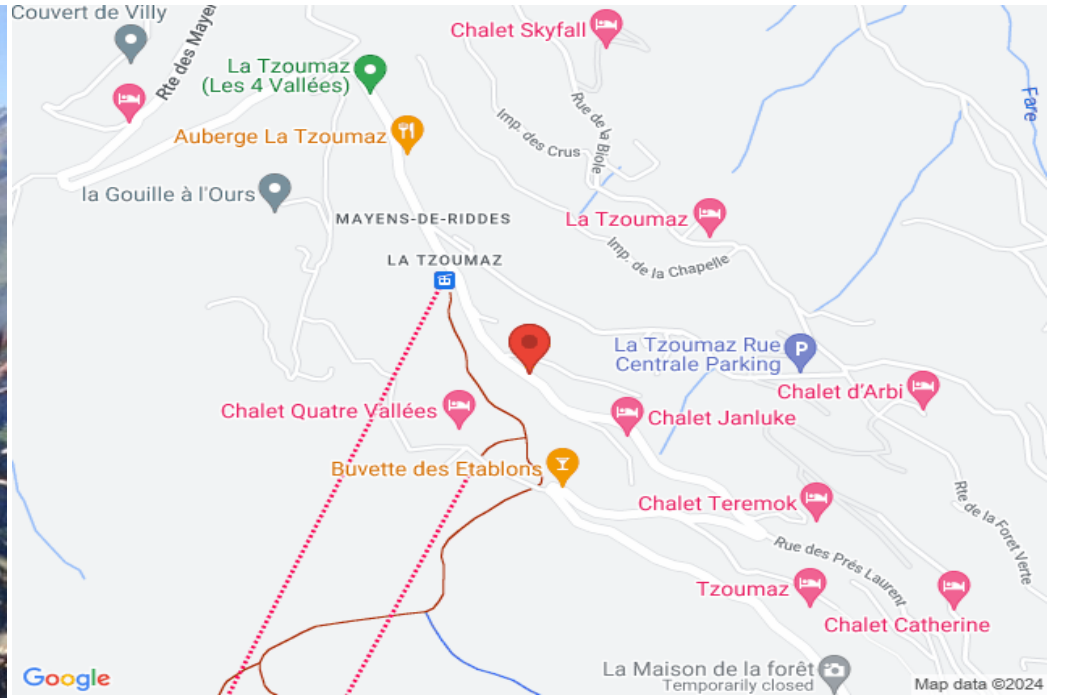 Couvert de Villy
Rte des Mayen
Chalet Skyfall
La Tzoumaz
(Les 4 Vallées)
Fare
Rue de la Biole
Imp. des Crus
Auberge La Tzoumaz
la Gouille à l'Ours
MAYENS-DE-RIDDES
La Tzoumaz
Imp. de la Chapelle
LA TZOUMAZ
La Tzoumaz Rue
Centrale Parking
P
Chalet d'Arbi
Chalet Quatre Vallées
Chalet Janluke
Buvette des Etablons
Chalet Teremok
Rte de la Foret Verte
Rue des Prés Laurent
Tzoumaz
Chalet Catherine
La Maison de la forêt
Temporarily closed
Google
Map data ©2024